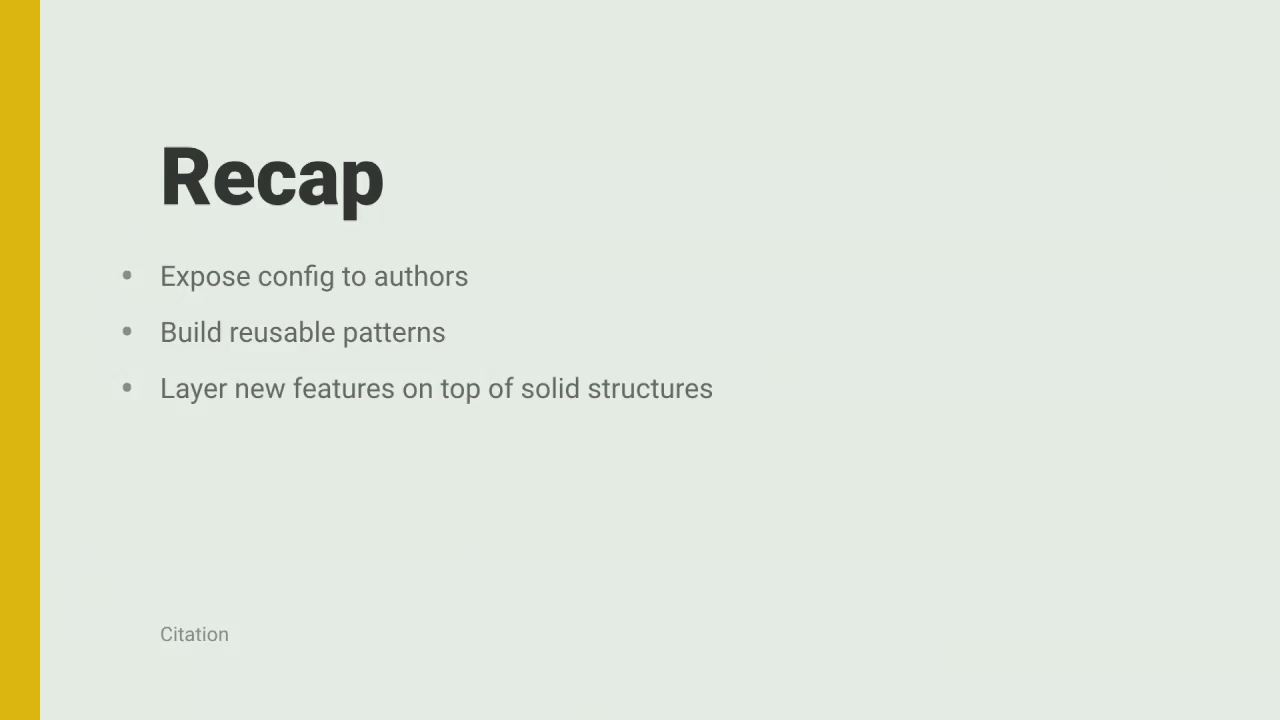 Recap
• Expose config to authors
• Build reusable patterns
• Layer new features on top of solid structures
Citation